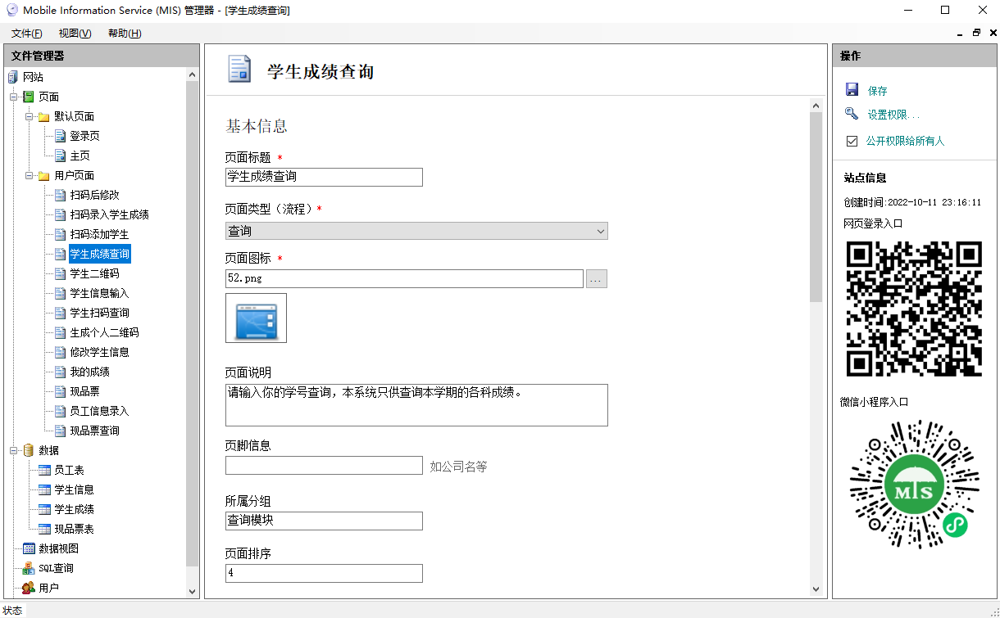 Mobile Information Service (MIS) 管理器 - [学生成绩查询]
文件(F) 视图(V) 帮助(H)
文件管理器
网站
页面
默认页面
登录页
主页
用户页面
扫码后修改
扫码录入学生成绩
扫码添加学生
学生成绩查询
学生二维码
学生信息输入
学生扫码查询
生成个人二维码
修改学生信息
我的成绩
现品票
员工信息录入
现品票查询
数据
员工表
学生信息
学生成绩
现品票表
数据视图
SQL查询
用户
学生成绩查询
基本信息
页面标题 *
学生成绩查询
页面类型（流程）*
查询
页面图标 *
52.png
...
页面说明
请输入你的学号查询，本系统只供查询本学期的各科成绩。
页脚信息
如公司名等
所属分组
查询模块
页面排序
4
操作
保存
设置权限...
公开权限给所有人
站点信息
创建时间:2022-10-11 23:16:11
网页登录入口
微信小程序入口
MIS
状态